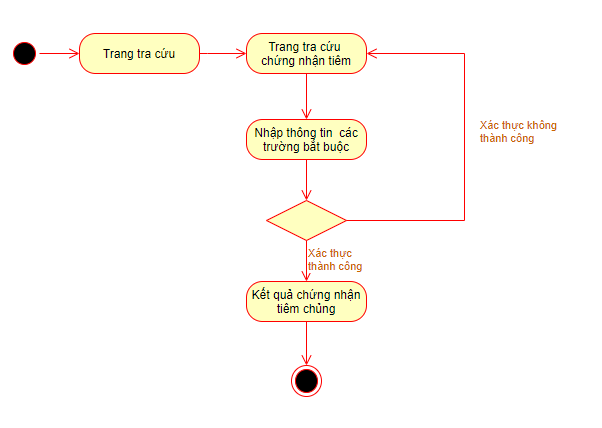 Trang tra cứu
Trang tra cứu
chứng nhận tiêm
Nhập thông tin  các
trường bắt buộc
Xác thực không
thành công
Xác thực
thành công
Kết quả chứng nhận
tiêm chủng